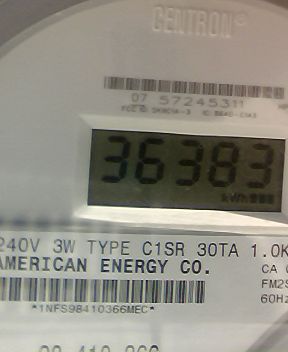 CENTRON®
07 57245311
36383
kWh
240V 3W TYPE C1SR 30TA 1.0K
AMERICAN ENERGY CO.
CA
FM2S
60Hz
*1NFS98410366MEC*